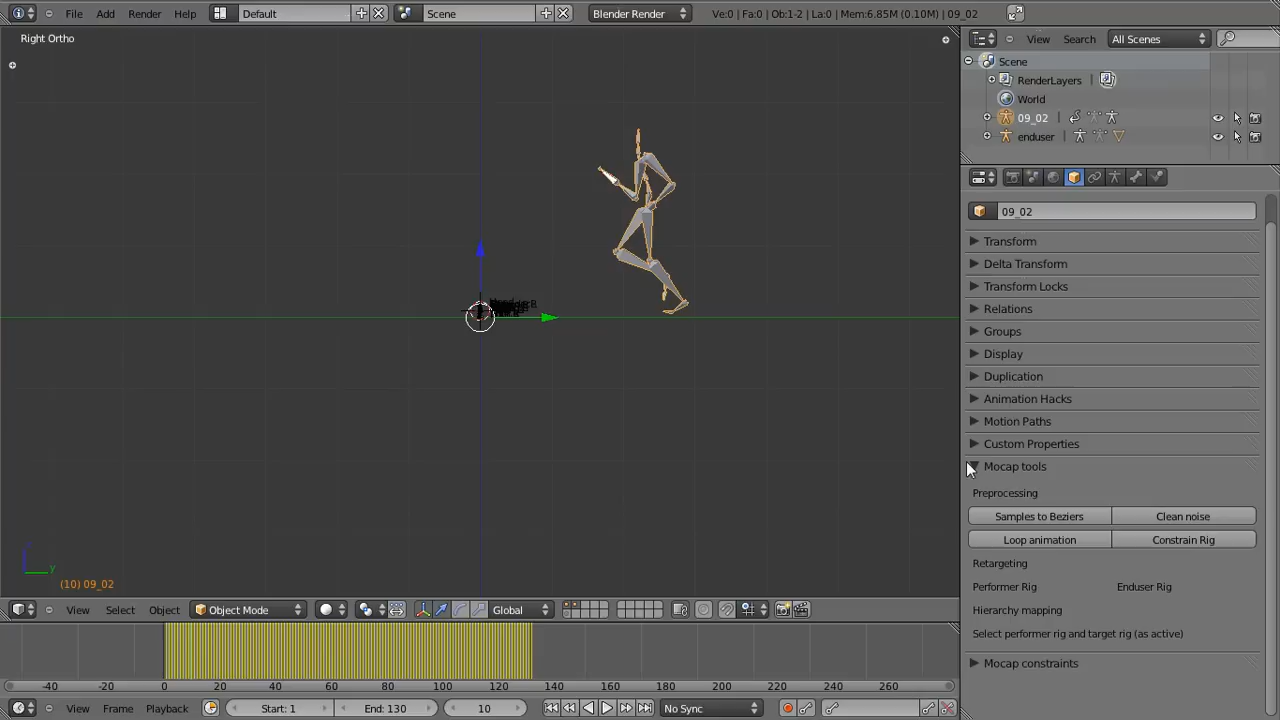 File Add Render Help Default Scene Blender Render Ve:0 | Fa:0 | Ob:1-2 | La:0 | Mem:6.85M (0.10M) | 09_02
Right Ortho
View Search All Scenes
Scene
RenderLayers
World
09_02
enduser
09_02
Transform
Delta Transform
Transform Locks
Relations
Groups
Display
Duplication
Animation Hacks
Motion Paths
Custom Properties
Mocap tools
Preprocessing
Samples to Beziers Clean noise
Loop animation Constrain Rig
Retargeting
Performer Rig Enduser Rig
Hierarchy mapping
Select performer rig and target rig (as active)
Mocap constraints
y
(10) 09_02
View Select Object Object Mode Global
-40 -20 0 20 40 60 80 100 120 140 160 180 200 220 240 260
View Frame Playback Start: 1 End: 130 10 No Sync